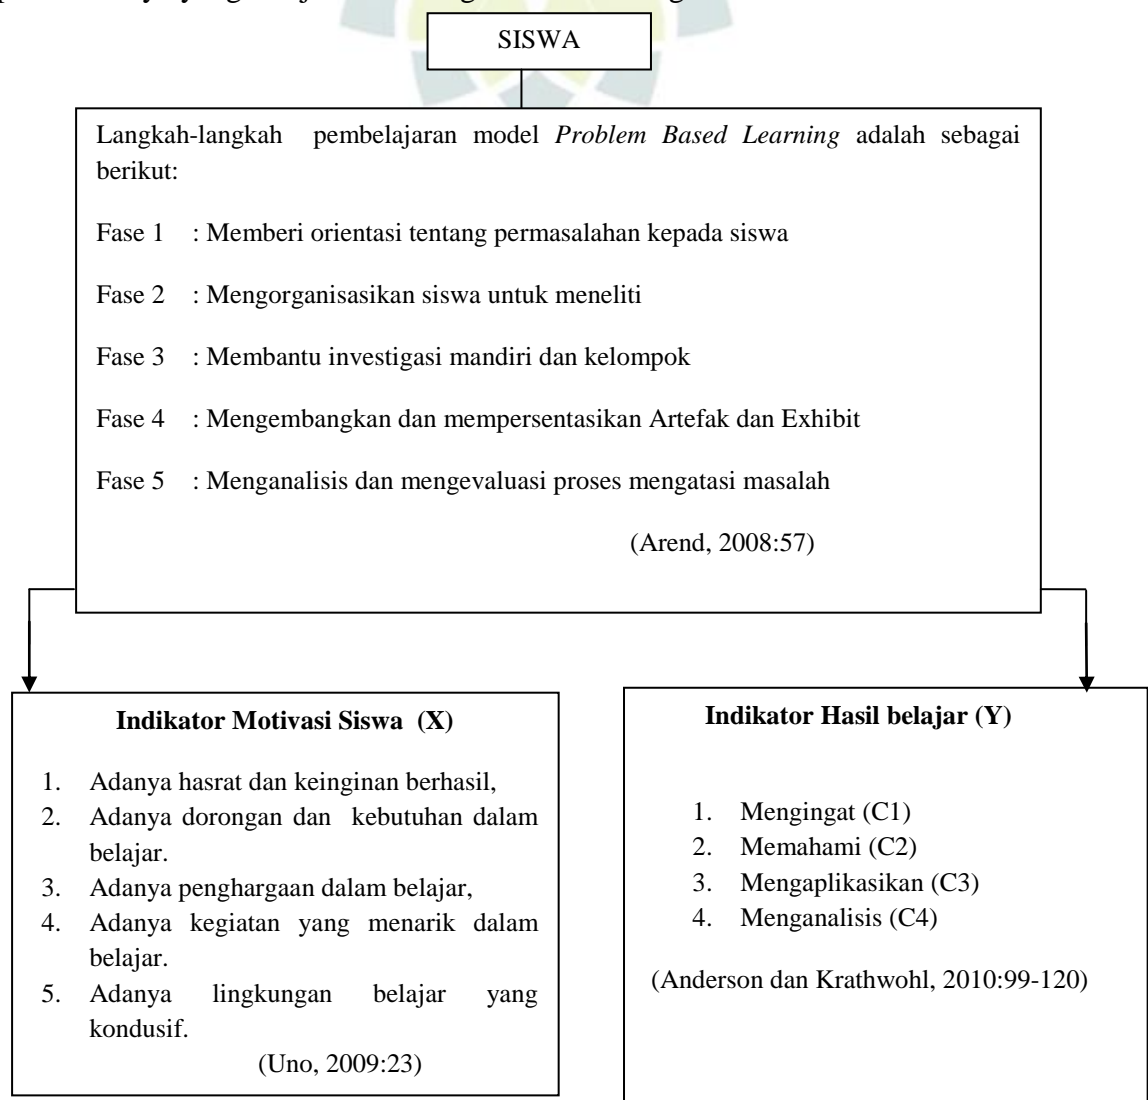 SISWA
Langkah-langkah pembelajaran model Problem Based Learning adalah sebagai
berikut:
Fase 1 : Memberi orientasi tentang permasalahan kepada siswa
Fase 2 : Mengorganisasikan siswa untuk meneliti
Fase 3 : Membantu investigasi mandiri dan kelompok
Fase 4 : Mengembangkan dan mempersentasikan Artefak dan Exhibit
Fase 5 : Menganalisis dan mengevaluasi proses mengatasi masalah
(Arend, 2008:57)
Indikator Motivasi Siswa (X)
1. Adanya hasrat dan keinginan berhasil,
2. Adanya dorongan dan kebutuhan dalam
belajar.
3. Adanya penghargaan dalam belajar,
4. Adanya kegiatan yang menarik dalam
belajar.
5. Adanya lingkungan belajar yang
kondusif.
(Uno, 2009:23)
Indikator Hasil belajar (Y)
1. Mengingat (C1)
2. Memahami (C2)
3. Mengaplikasikan (C3)
4. Menganalisis (C4)
(Anderson dan Krathwohl, 2010:99-120)